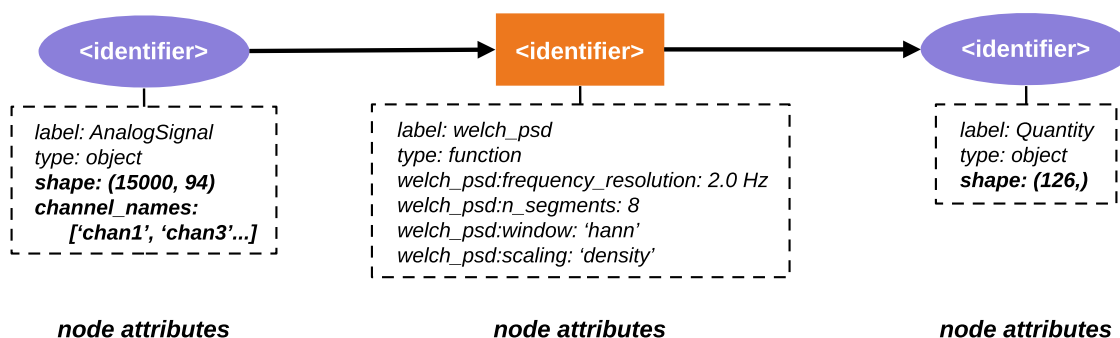 <identifier>
<identifier>
<identifier>
label: AnalogSignal
type: object
shape: (15000, 94)
channel_names:
[‘chan1’, ‘chan3’...]
label: welch_psd
type: function
welch_psd:frequency_resolution: 2.0 Hz
welch_psd:n_segments: 8
welch_psd:window: ‘hann’
welch_psd:scaling: ‘density’
label: Quantity
type: object
shape: (126,)
node attributes
node attributes
node attributes